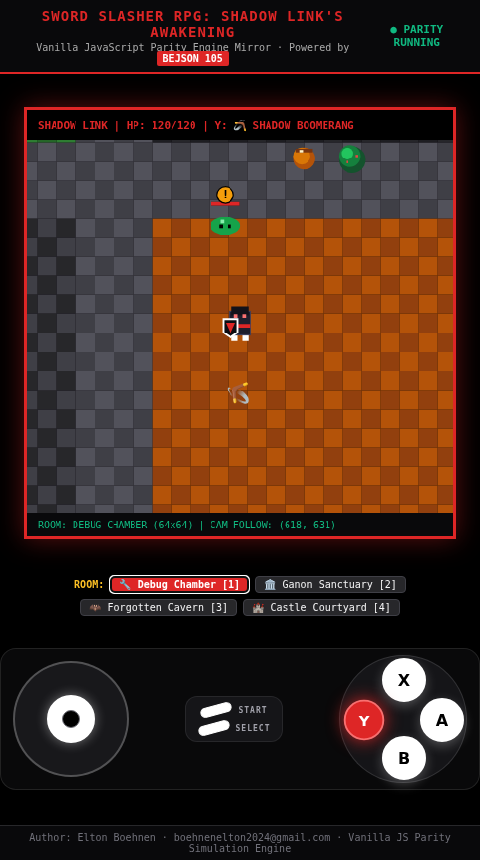 SWORD SLASHER RPG: SHADOW LINK'S
AWAKENING
Vanilla JavaScript Parity Engine Mirror · Powered by
BEJSON 105
● PARITY
RUNNING
SHADOW LINK | HP: 120/120 | Y: 🪃 SHADOW BOOMERANG
!
ROOM: DEBUG CHAMBER (64x64) | CAM FOLLOW: (618, 631)
ROOM: 🔧 Debug Chamber [1] 🏛️ Ganon Sanctuary [2]
🦇 Forgotten Cavern [3] 🏰 Castle Courtyard [4]
START
SELECT
X
Y
A
B
Author: Elton Boehnen · boehnenelton2024@gmail.com · Vanilla JS Parity
Simulation Engine